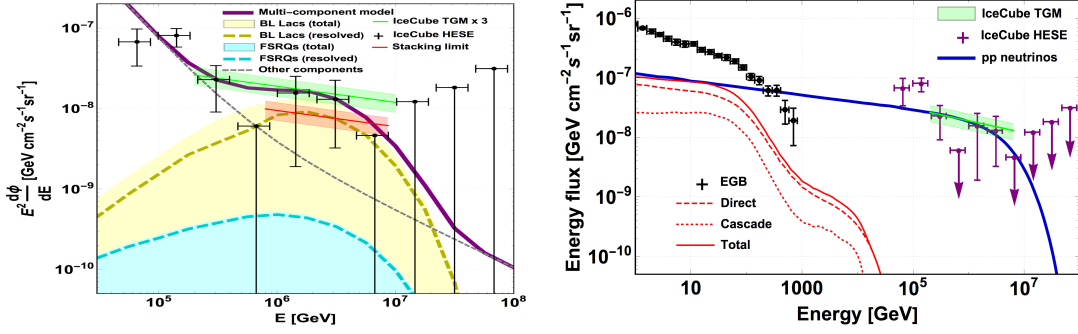 Multi-component model
BL Lacs (total)
BL Lacs (resolved)
FSRQs (total)
FSRQs (resolved)
Other components
IceCube TGM x 3
IceCube HESE
Stacking limit
10⁻⁷
10⁻⁸
10⁻⁹
10⁻¹⁰
E² dϕ/dE [GeV cm⁻² s⁻¹ sr⁻¹]
10⁵
10⁶
10⁷
10⁸
E [GeV]
IceCube TGM
IceCube HESE
pp neutrinos
10⁻⁶
10⁻⁷
10⁻⁸
10⁻⁹
10⁻¹⁰
Energy flux [GeV cm⁻² s⁻¹ sr⁻¹]
EGB
Direct
Cascade
Total
10
1000
10⁵
10⁷
Energy [GeV]